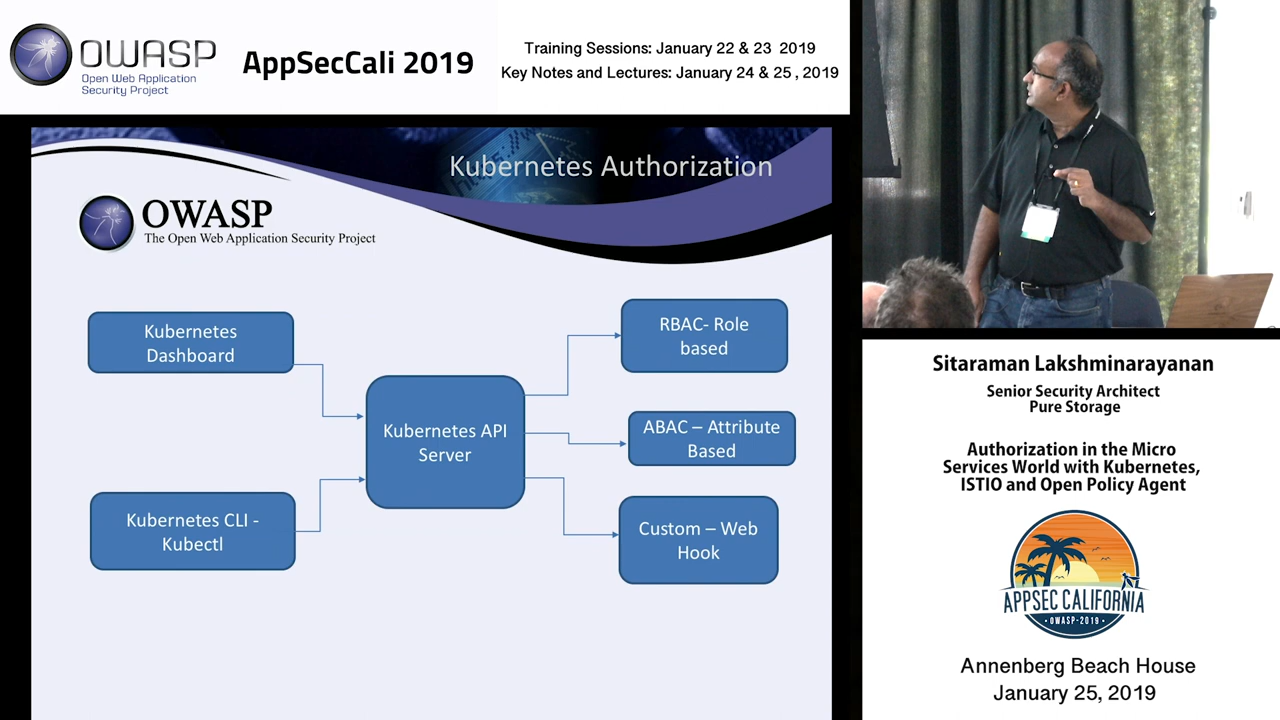 OWASP
Open Web Application
Security Project
AppSecCali 2019
Training Sessions: January 22 & 23 2019
Key Notes and Lectures: January 24 & 25 , 2019
Kubernetes Authorization
OWASP
The Open Web Application Security Project
Kubernetes
Dashboard
Kubernetes CLI -
Kubectl
Kubernetes API
Server
RBAC- Role
based
ABAC – Attribute
Based
Custom – Web
Hook
Sitaraman Lakshminarayanan
Senior Security Architect
Pure Storage
Authorization in the Micro
Services World with Kubernetes,
ISTIO and Open Policy Agent
APPSEC CALIFORNIA
• OWASP-2019 •
Annenberg Beach House
January 25, 2019